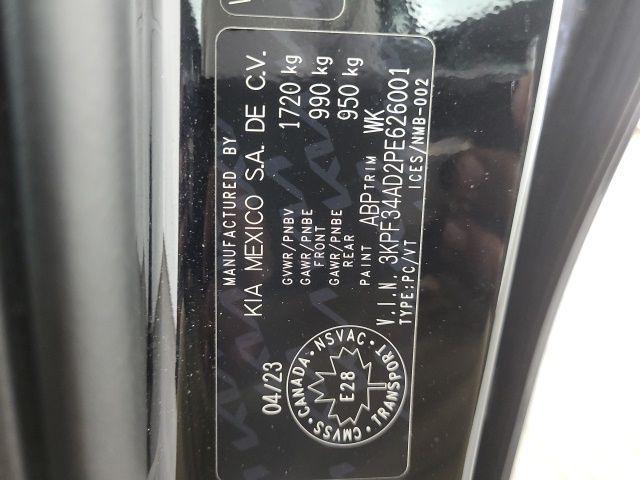 MANUFACTURED BY
KIA MEXICO S.A. DE C.V.
04/23
GVWR/PNBV 1720 kg
GAWR/PNBE FRONT 990 kg
GAWR/PNBE REAR 950 kg
PAINT ABP TRIM WK
V.I.N. 3KPF34AD2PE626001
TYPE:PC/VT ICES/NMB-002
CANADA · NSVAC · TRANSPORT · CMVSS ·
E28